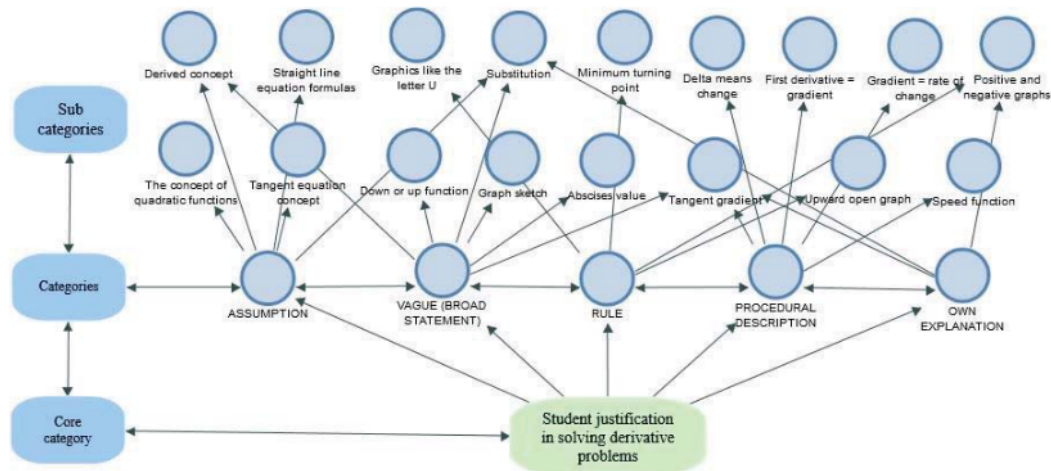 Derived concept
Straight line
equation formulas
Graphics like the
letter U
Substitution
Minimum turning
point
Delta means
change
First derivative =
gradient
Gradient = rate of
change
Positive and
negative graphs
Sub
categories
The concept of
quadratic functions
Tangent equation
concept
Down or up function
Graph sketch
Abscises value
Tangent gradient
Upward open graph
Speed function
Categories
ASSUMPTION
VAGUE (BROAD
STATEMENT)
RULE
PROCEDURAL
DESCRIPTION
OWN
EXPLANATION
Core
category
Student justification
in solving derivative
problems